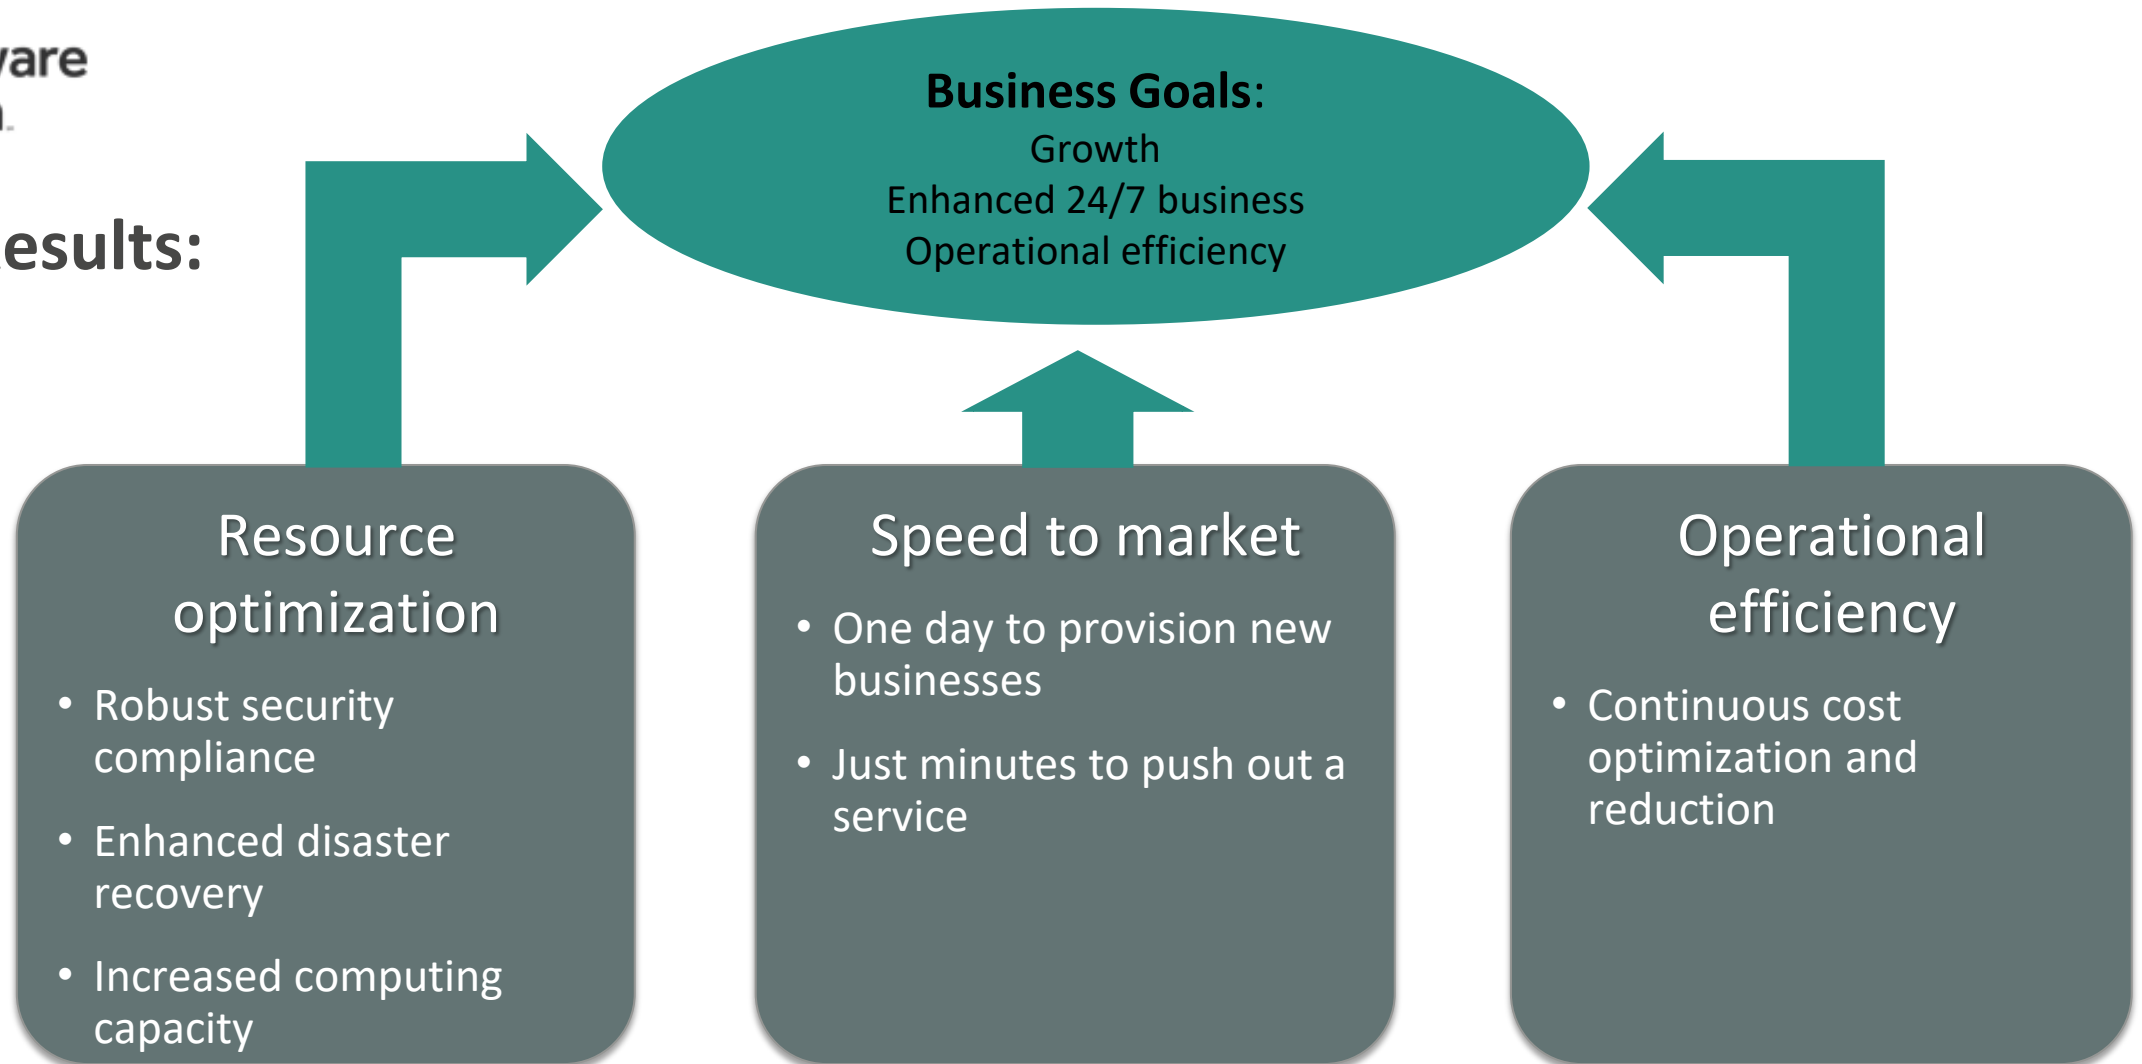 Business Goals:
Growth
Enhanced 24/7 business
Operational efficiency
esults:
Resource
optimization
• Robust security
compliance
• Enhanced disaster
recovery
• Increased computing
capacity
Speed to market
• One day to provision new
businesses
• Just minutes to push out a
service
Operational
efficiency
• Continuous cost
optimization and
reduction